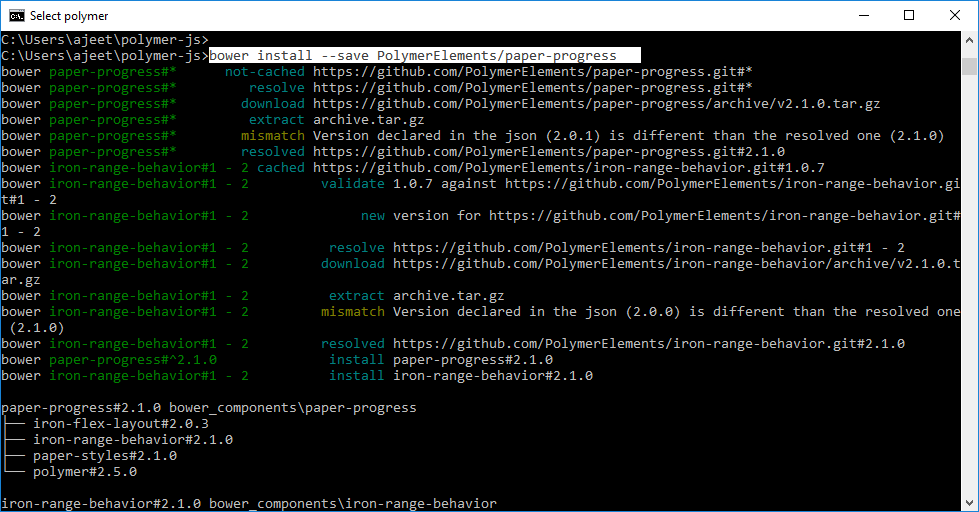 Select polymer
C:\Users\ajeet\polymer-js>
C:\Users\ajeet\polymer-js>bower install --save PolymerElements/paper-progress
bower paper-progress#*      not-cached https://github.com/PolymerElements/paper-progress.git#*
bower paper-progress#*         resolve https://github.com/PolymerElements/paper-progress.git#*
bower paper-progress#*        download https://github.com/PolymerElements/paper-progress/archive/v2.1.0.tar.gz
bower paper-progress#*         extract archive.tar.gz
bower paper-progress#*        mismatch Version declared in the json (2.0.1) is different than the resolved one (2.1.0)
bower paper-progress#*        resolved https://github.com/PolymerElements/paper-progress.git#2.1.0
bower iron-range-behavior#1 - 2 cached https://github.com/PolymerElements/iron-range-behavior.git#1.0.7
bower iron-range-behavior#1 - 2         validate 1.0.7 against https://github.com/PolymerElements/iron-range-behavior.gi
t#1 - 2
bower iron-range-behavior#1 - 2              new version for https://github.com/PolymerElements/iron-range-behavior.git#
1 - 2
bower iron-range-behavior#1 - 2          resolve https://github.com/PolymerElements/iron-range-behavior.git#1 - 2
bower iron-range-behavior#1 - 2         download https://github.com/PolymerElements/iron-range-behavior/archive/v2.1.0.t
ar.gz
bower iron-range-behavior#1 - 2          extract archive.tar.gz
bower iron-range-behavior#1 - 2         mismatch Version declared in the json (2.0.0) is different than the resolved one
 (2.1.0)
bower iron-range-behavior#1 - 2         resolved https://github.com/PolymerElements/iron-range-behavior.git#2.1.0
bower paper-progress#^2.1.0              install paper-progress#2.1.0
bower iron-range-behavior#1 - 2          install iron-range-behavior#2.1.0
paper-progress#2.1.0 bower_components\paper-progress
├── iron-flex-layout#2.0.3
├── iron-range-behavior#2.1.0
├── paper-styles#2.1.0
└── polymer#2.5.0
iron-range-behavior#2.1.0 bower_components\iron-range-behavior